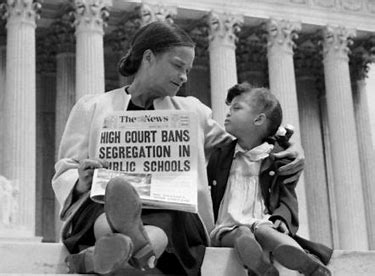 The News
HIGH COURT BANS
SEGREGATION IN
PUBLIC SCHOOLS